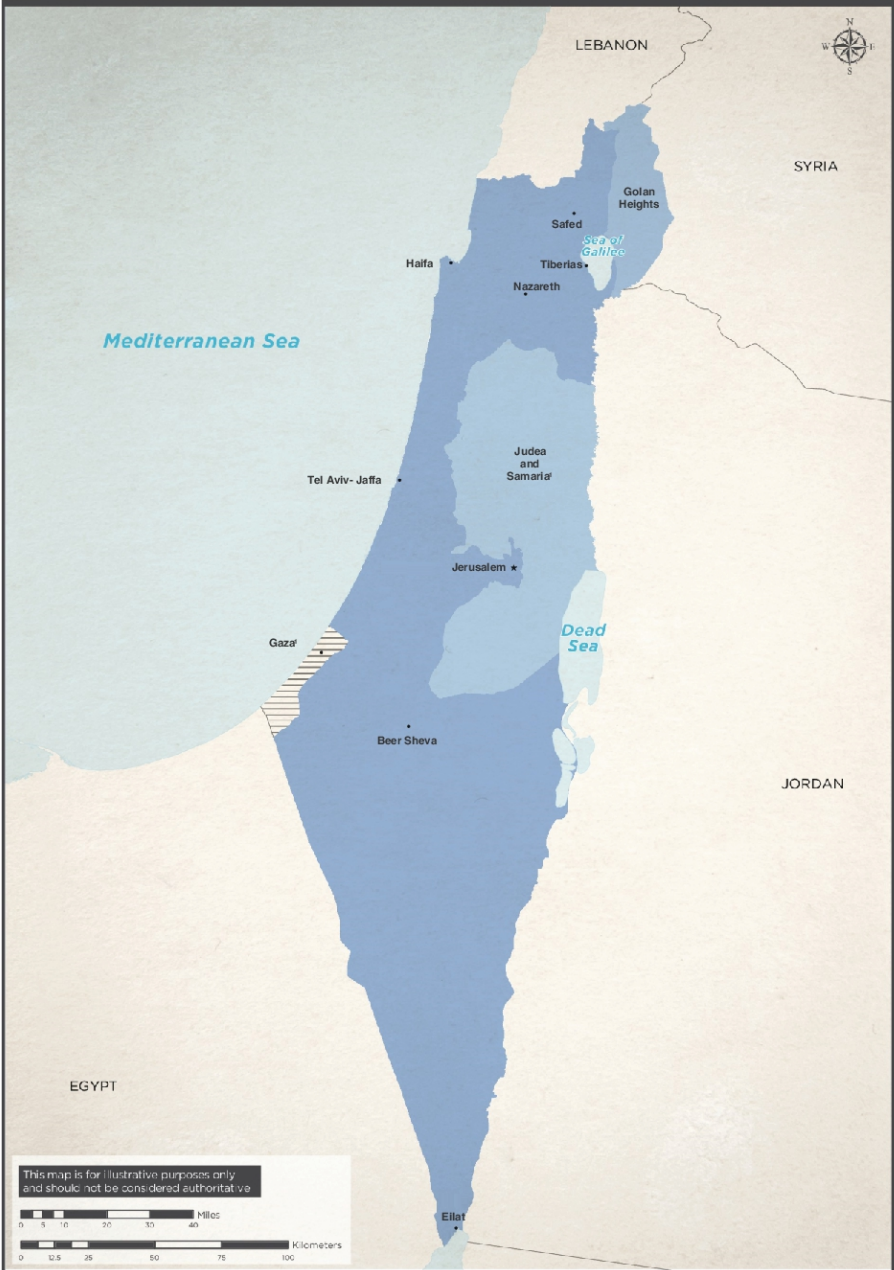 LEBANON
N
W
E
S
SYRIA
Golan
Heights
Safed
Sea of
Galilee
Haifa
Tiberias
Nazareth
Mediterranean Sea
Judea
and
Samaria¹
Tel Aviv- Jaffa
Jerusalem
Dead
Sea
Gaza¹
Beer Sheva
JORDAN
EGYPT
This map is for illustrative purposes only
and should not be considered authoritative
Miles
0 5 10 20 30 40
Kilometers
0 12.5 25 50 75 100
Eilat